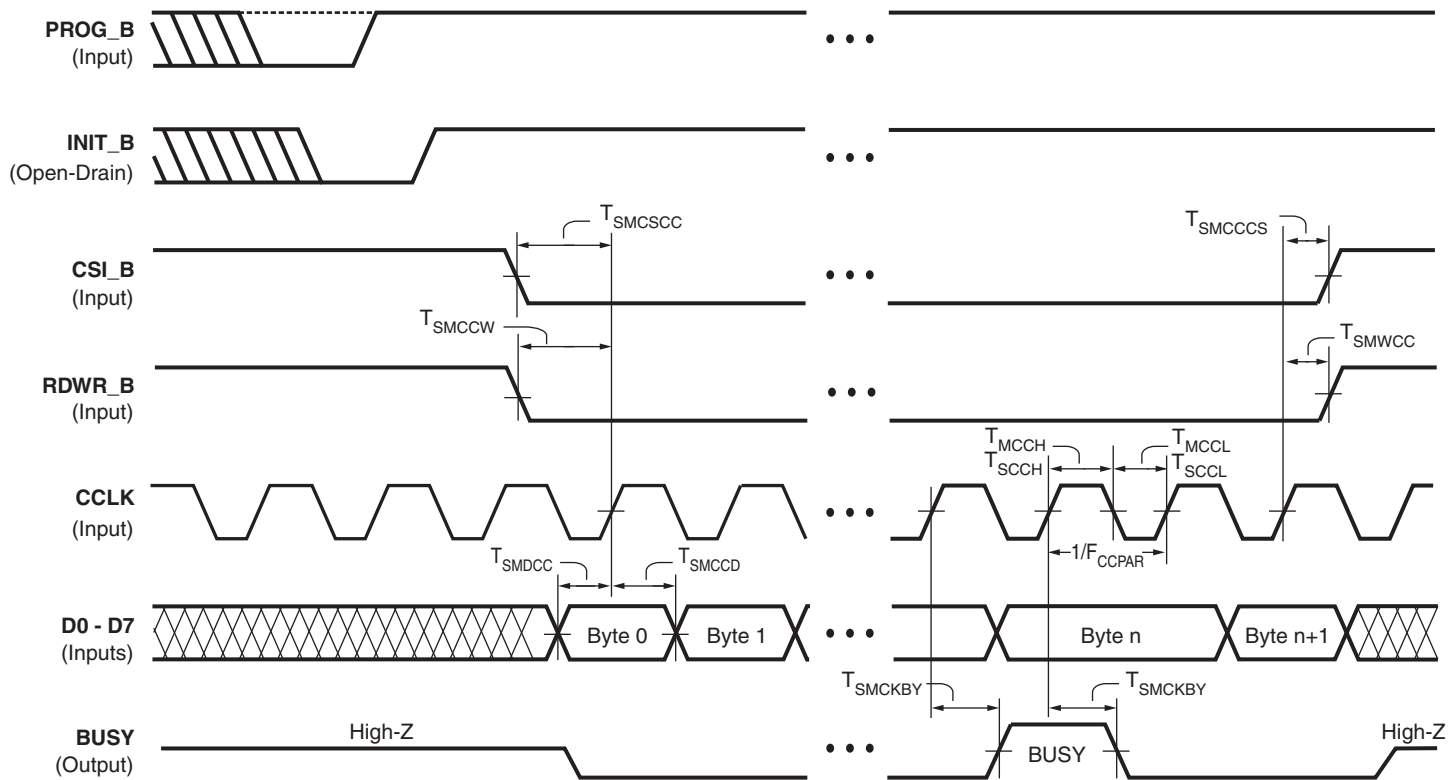 PROG_B
(Input)
INIT_B
(Open-Drain)
T_SMCSCC
T_SMCCCS
CSI_B
(Input)
T_SMCCW
T_SMWCC
RDWR_B
(Input)
T_MCCH
T_SCCH
T_MCCL
T_SCCL
CCLK
(Input)
1/F_CCPAR
T_SMDCC
T_SMCCD
D0 - D7
(Inputs)
Byte 0
Byte 1
Byte n
Byte n+1
T_SMCKBY
T_SMCKBY
BUSY
(Output)
High-Z
BUSY
High-Z